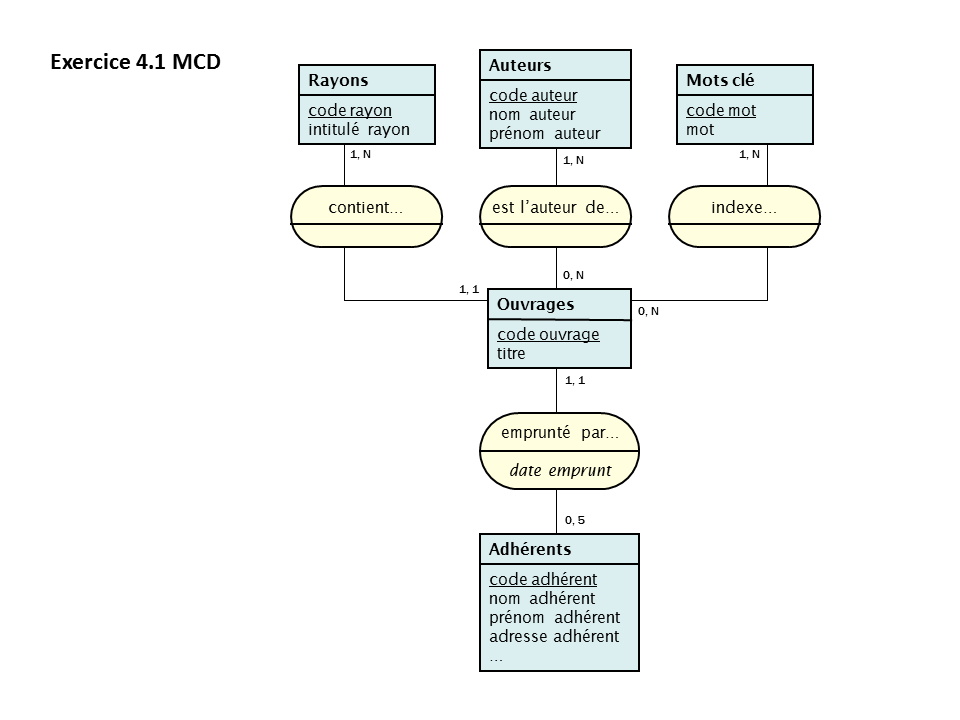 Exercice 4.1 MCD
Rayons
code rayon
intitulé rayon
Auteurs
code auteur
nom auteur
prénom auteur
Mots clé
code mot
mot
1, N
1, N
1, N
contient...
est l’auteur de...
indexe...
1, 1
0, N
0, N
Ouvrages
code ouvrage
titre
1, 1
emprunté par...
date emprunt
0, 5
Adhérents
code adhérent
nom adhérent
prénom adhérent
adresse adhérent
...